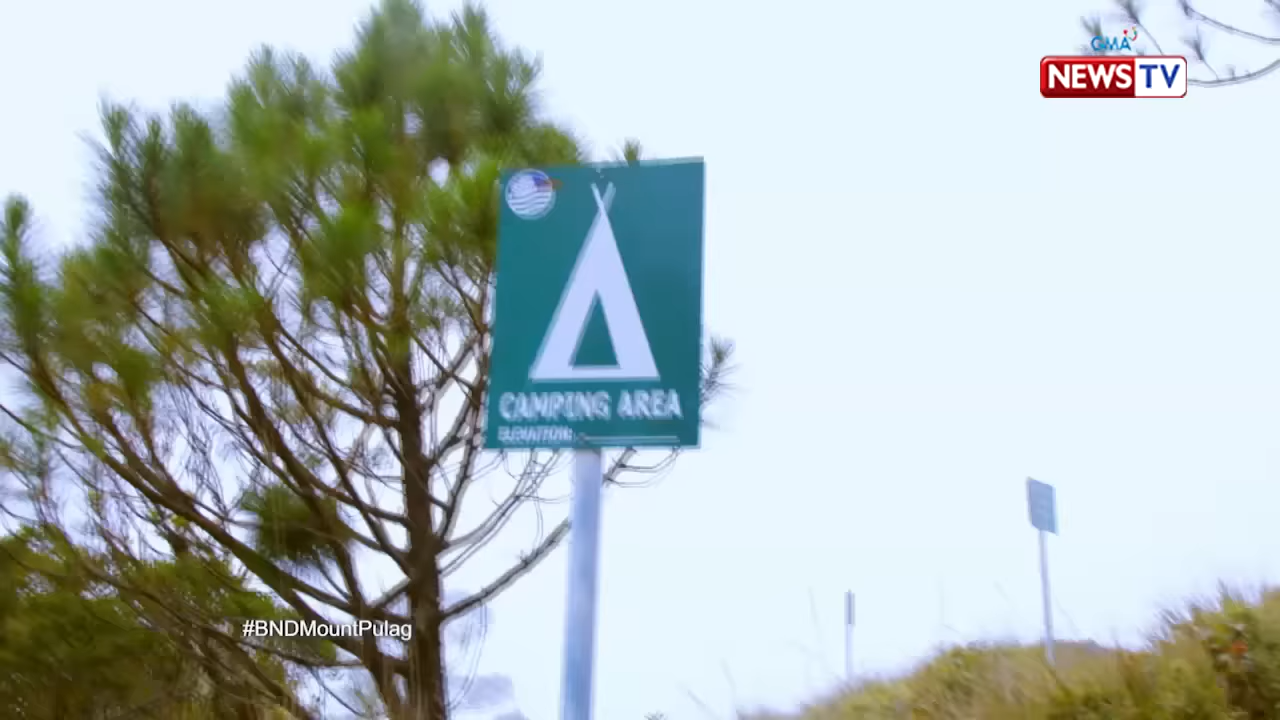 GMA
NEWS TV
CAMPING AREA
ELEVATION:
#BNDMountPulag